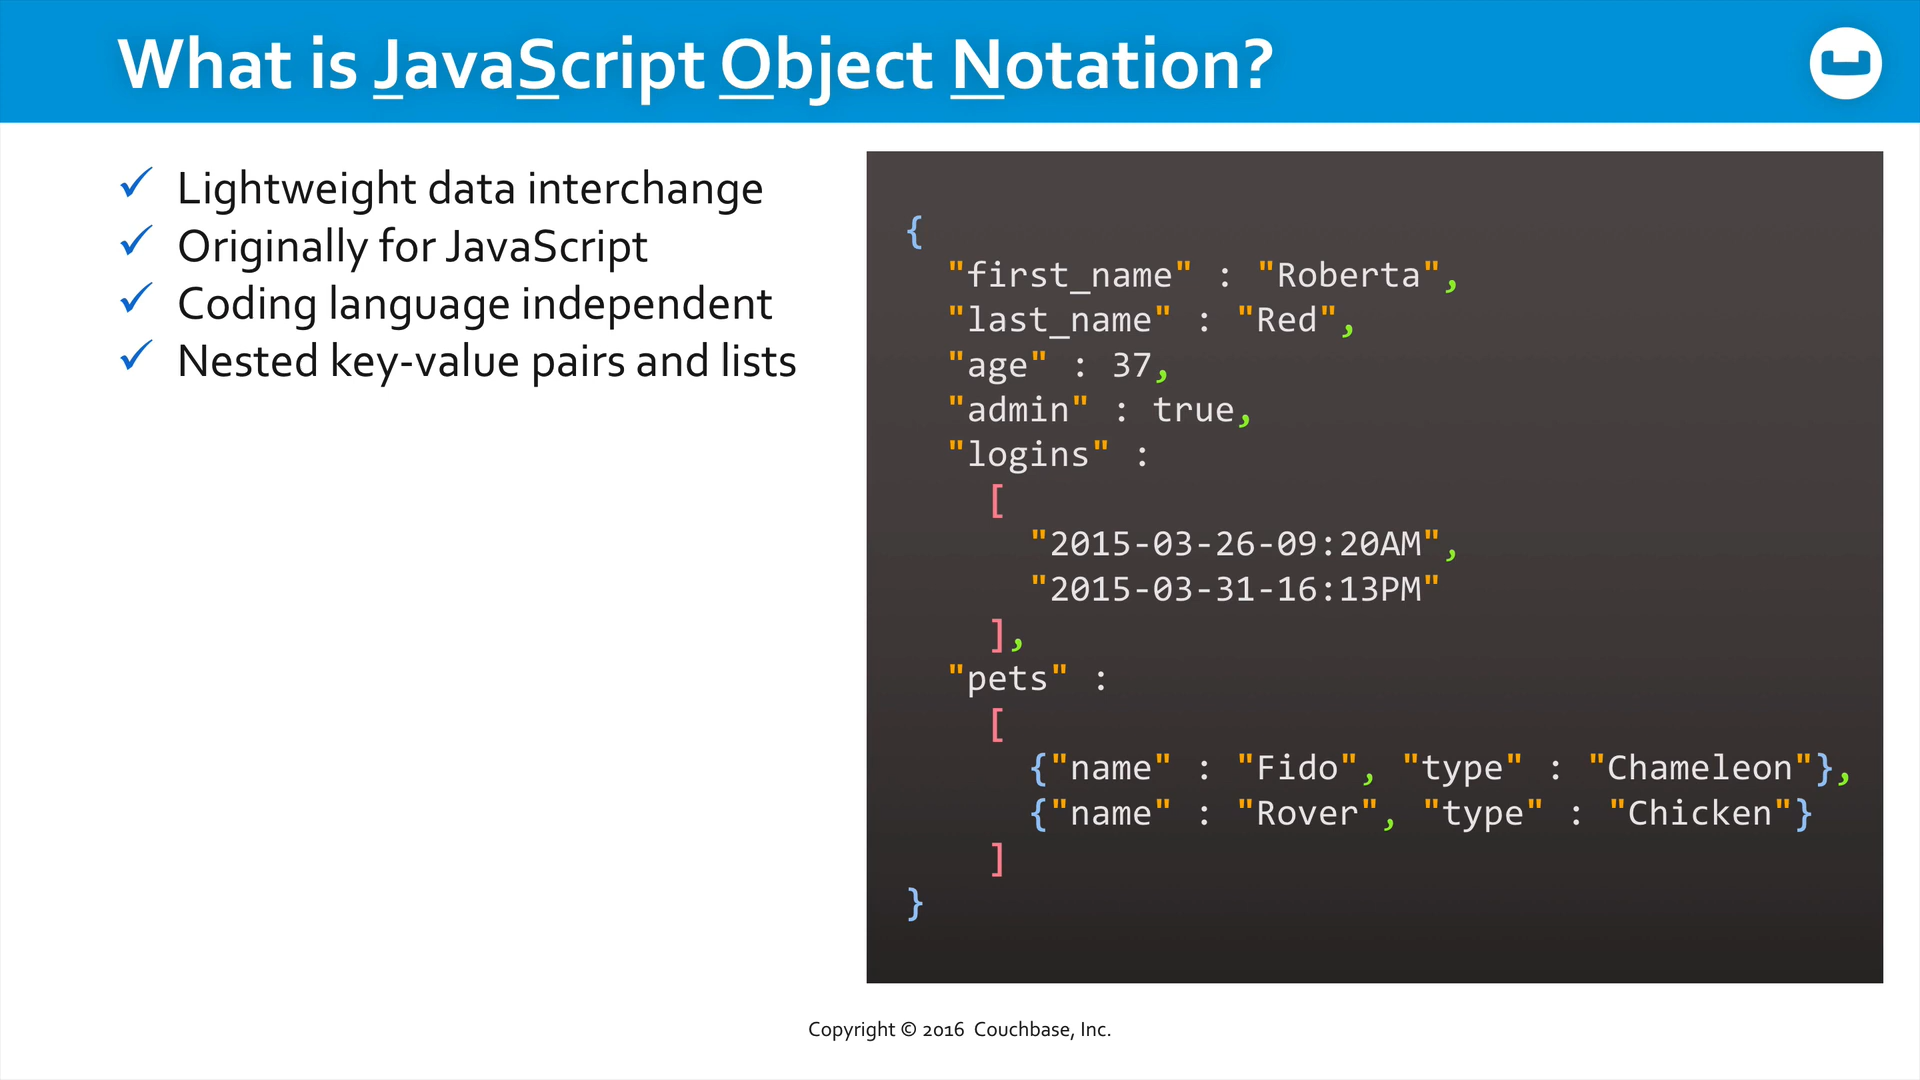 What is JavaScript Object Notation?
Lightweight data interchange
Originally for JavaScript
Coding language independent
Nested key-value pairs and lists
{
"first_name" : "Roberta",
"last_name" : "Red",
"age" : 37,
"admin" : true,
"logins" :
[
"2015-03-26-09:20AM",
"2015-03-31-16:13PM"
],
"pets" :
[
{"name" : "Fido", "type" : "Chameleon"},
{"name" : "Rover", "type" : "Chicken"}
]
}
Copyright © 2016 Couchbase, Inc.